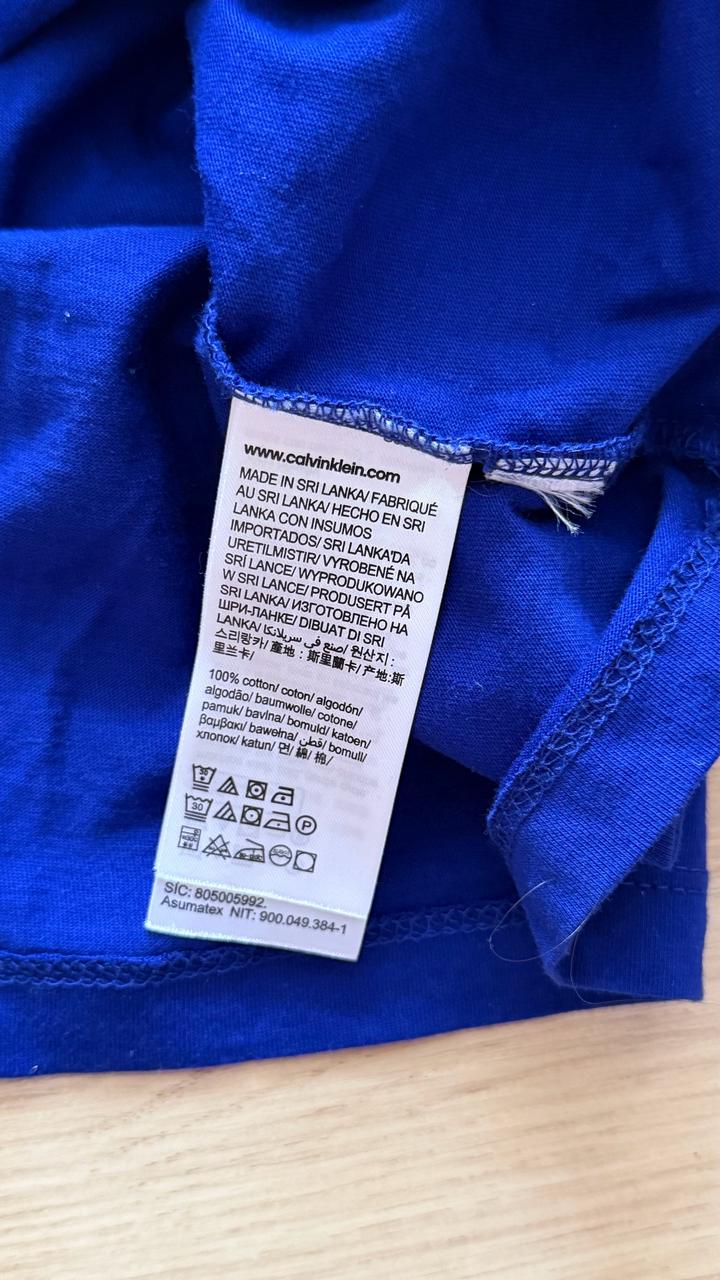 www.calvinklein.com
MADE IN SRI LANKA/ FABRIQUÉ
AU SRI LANKA/ HECHO EN SRI
LANKA CON INSUMOS
IMPORTADOS/ SRI LANKA'DA
URETILMISTIR/ VYROBENÉ NA
SRÍ LANCE/ WYPRODUKOWANO
W SRI LANCE/ PRODUSERT PÅ
SRI LANKA/ ИЗГОТОВЛЕНО НА
ШРИ-ЛАНКЕ/ DIBUAT DI SRI
LANKA/ صنع في سريلانكا/ 원산지 :
스리랑카/ 產地 : 斯里蘭卡/ 产地:斯
里兰卡/
100% cotton/ coton/ algodón/
algodão/ baumwolle/ cotone/
pamuk/ bavlna/ bomuld/ katoen/
βαμβακι/ bawełna/ قطن/ bomull/
хлопок/ katun/ 면/ 綿/ 棉/
30
30 P
SIC: 805005992.
Asumatex NIT: 900.049.384-1